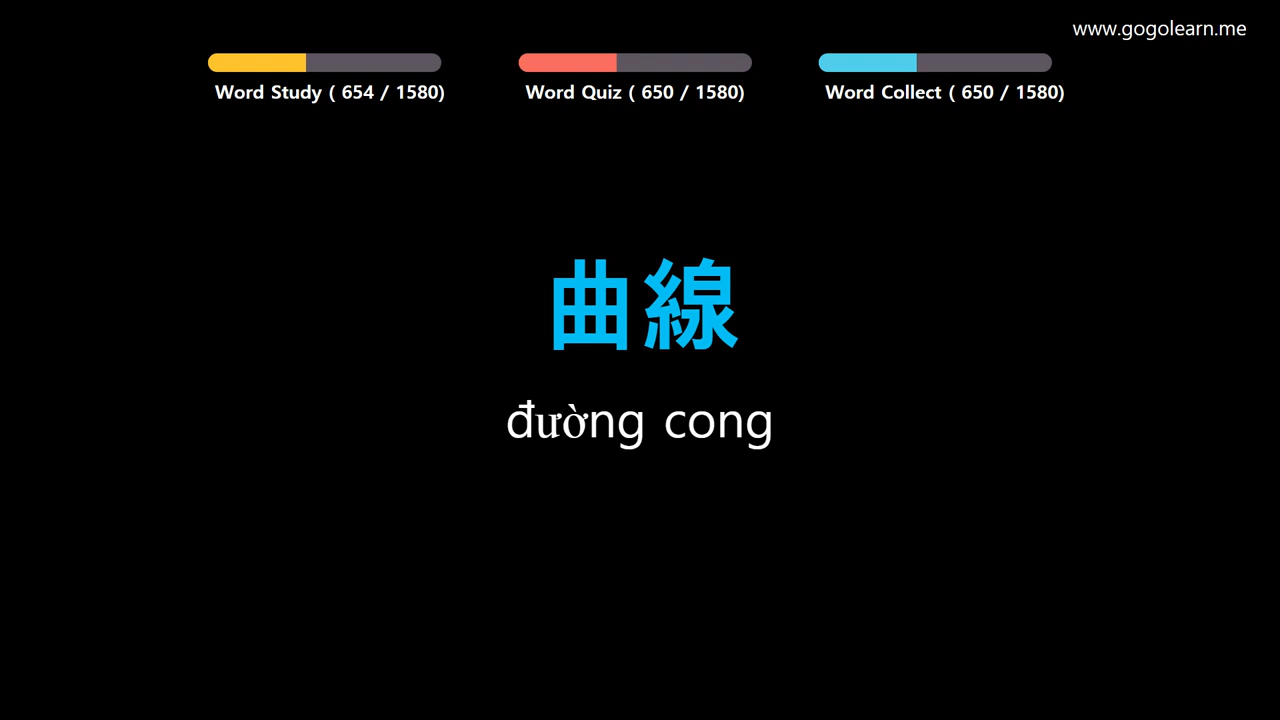 www.gogolearn.me
Word Study ( 654 / 1580)
Word Quiz ( 650 / 1580)
Word Collect ( 650 / 1580)
曲線
đường cong